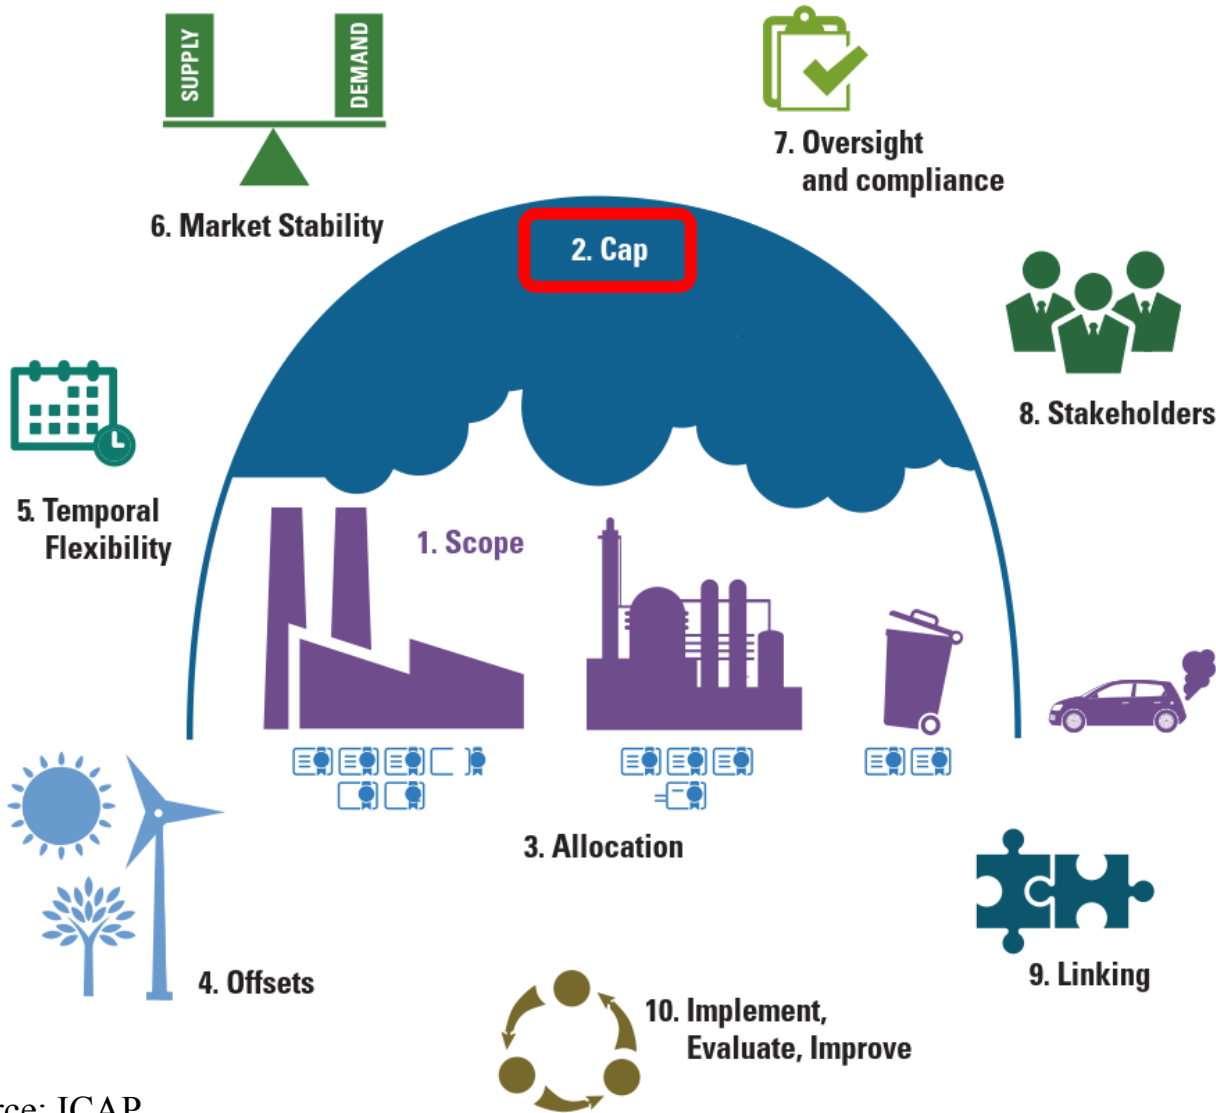 SUPPLY
DEMAND
7. Oversight
and compliance
6. Market Stability
2. Cap
8. Stakeholders
5. Temporal
Flexibility
1. Scope
3. Allocation
4. Offsets
9. Linking
10. Implement,
Evaluate, Improve
ICAP